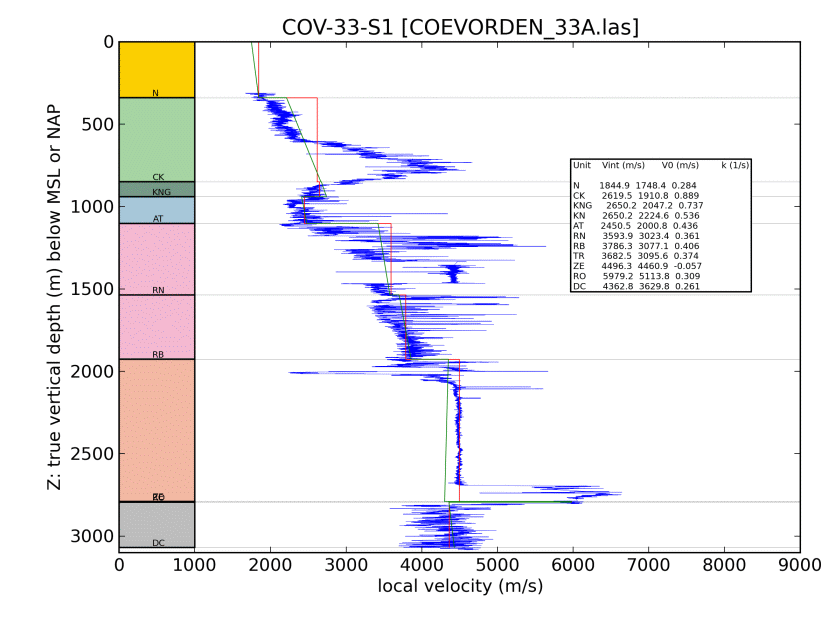 COV-33-S1 [COEVORDEN_33A.las]
Z: true vertical depth (m) below MSL or NAP
0
500
1000
1500
2000
2500
3000
N
CK
KNG
AT
RN
RB
DC
Unit Vint (m/s) V0 (m/s) k (1/s)
N 1844.9 1748.4 0.284
CK 2619.5 1910.8 0.889
KNG 2650.2 2047.2 0.737
KN 2650.2 2224.6 0.536
AT 2450.5 2000.8 0.436
RN 3593.9 3023.4 0.361
RB 3786.3 3077.1 0.406
TR 3682.5 3095.6 0.374
ZE 4496.3 4460.9 -0.057
RO 5979.2 5113.8 0.309
DC 4362.8 3629.8 0.261
0 1000 2000 3000 4000 5000 6000 7000 8000 9000
local velocity (m/s)